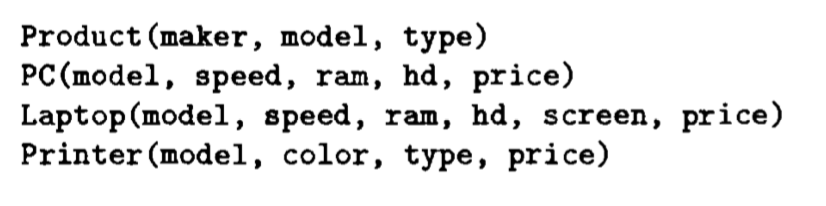 Product(maker, model, type)
PC(model, speed, ram, hd, price)
Laptop(model, speed, ram, hd, screen, price)
Printer(model, color, type, price)